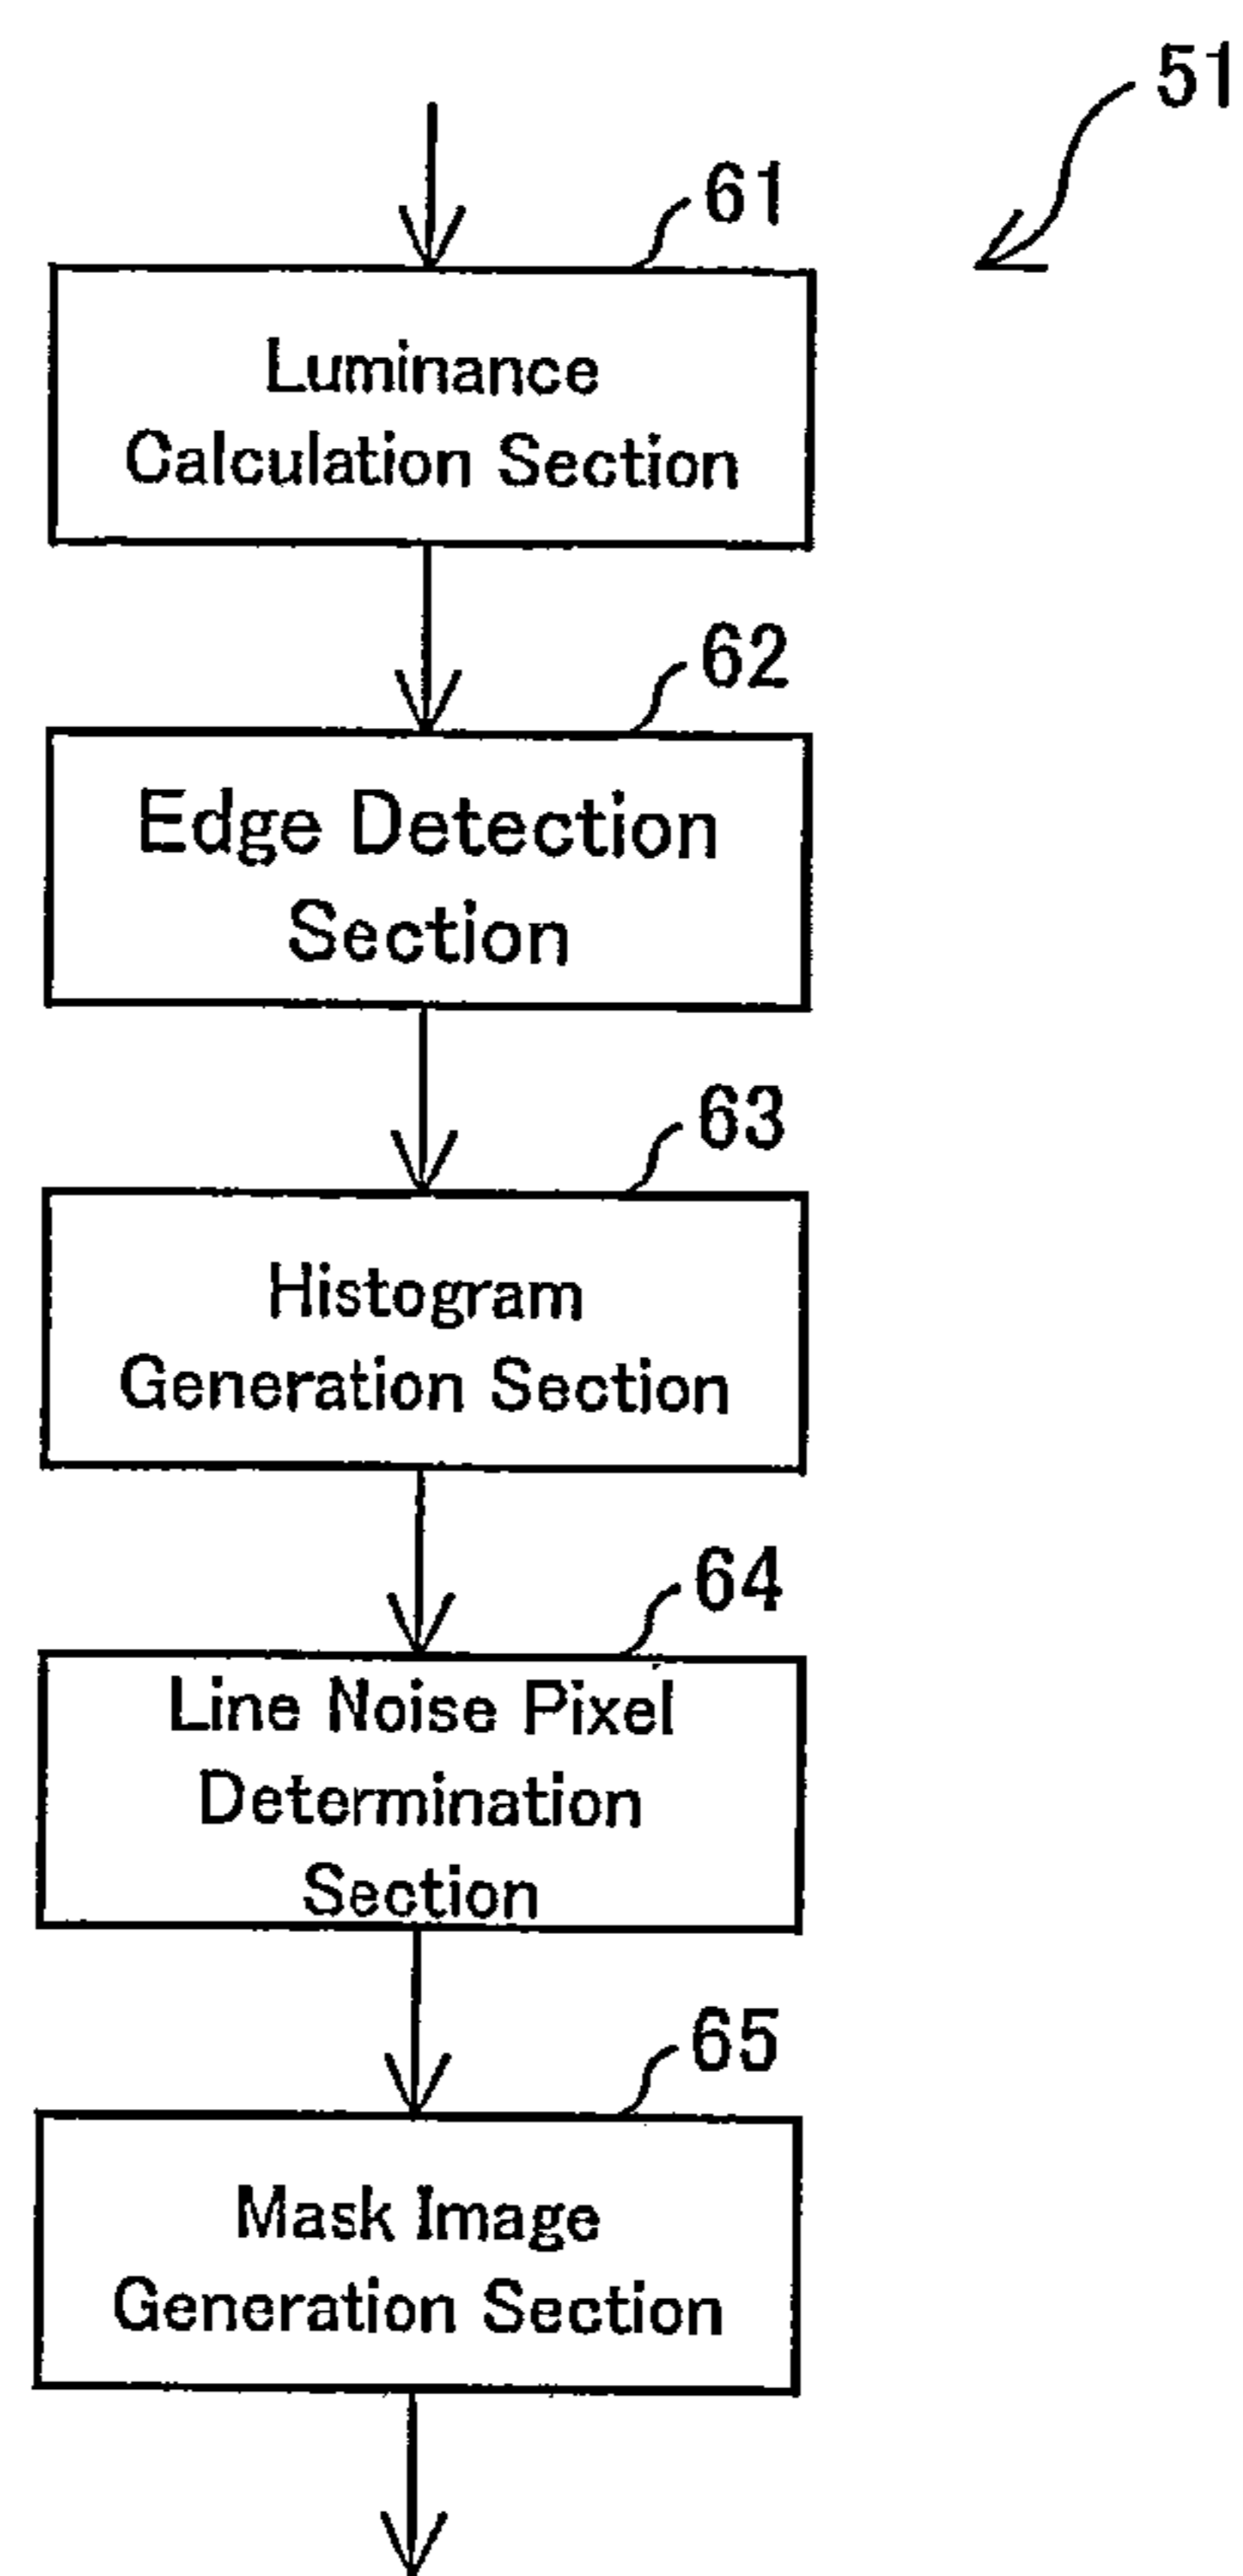 51
61
Luminance
Calculation Section
62
Edge Detection
Section
63
Histogram
Generation Section
64
Line Noise Pixel
Determination
Section
65
Mask Image
Generation Section